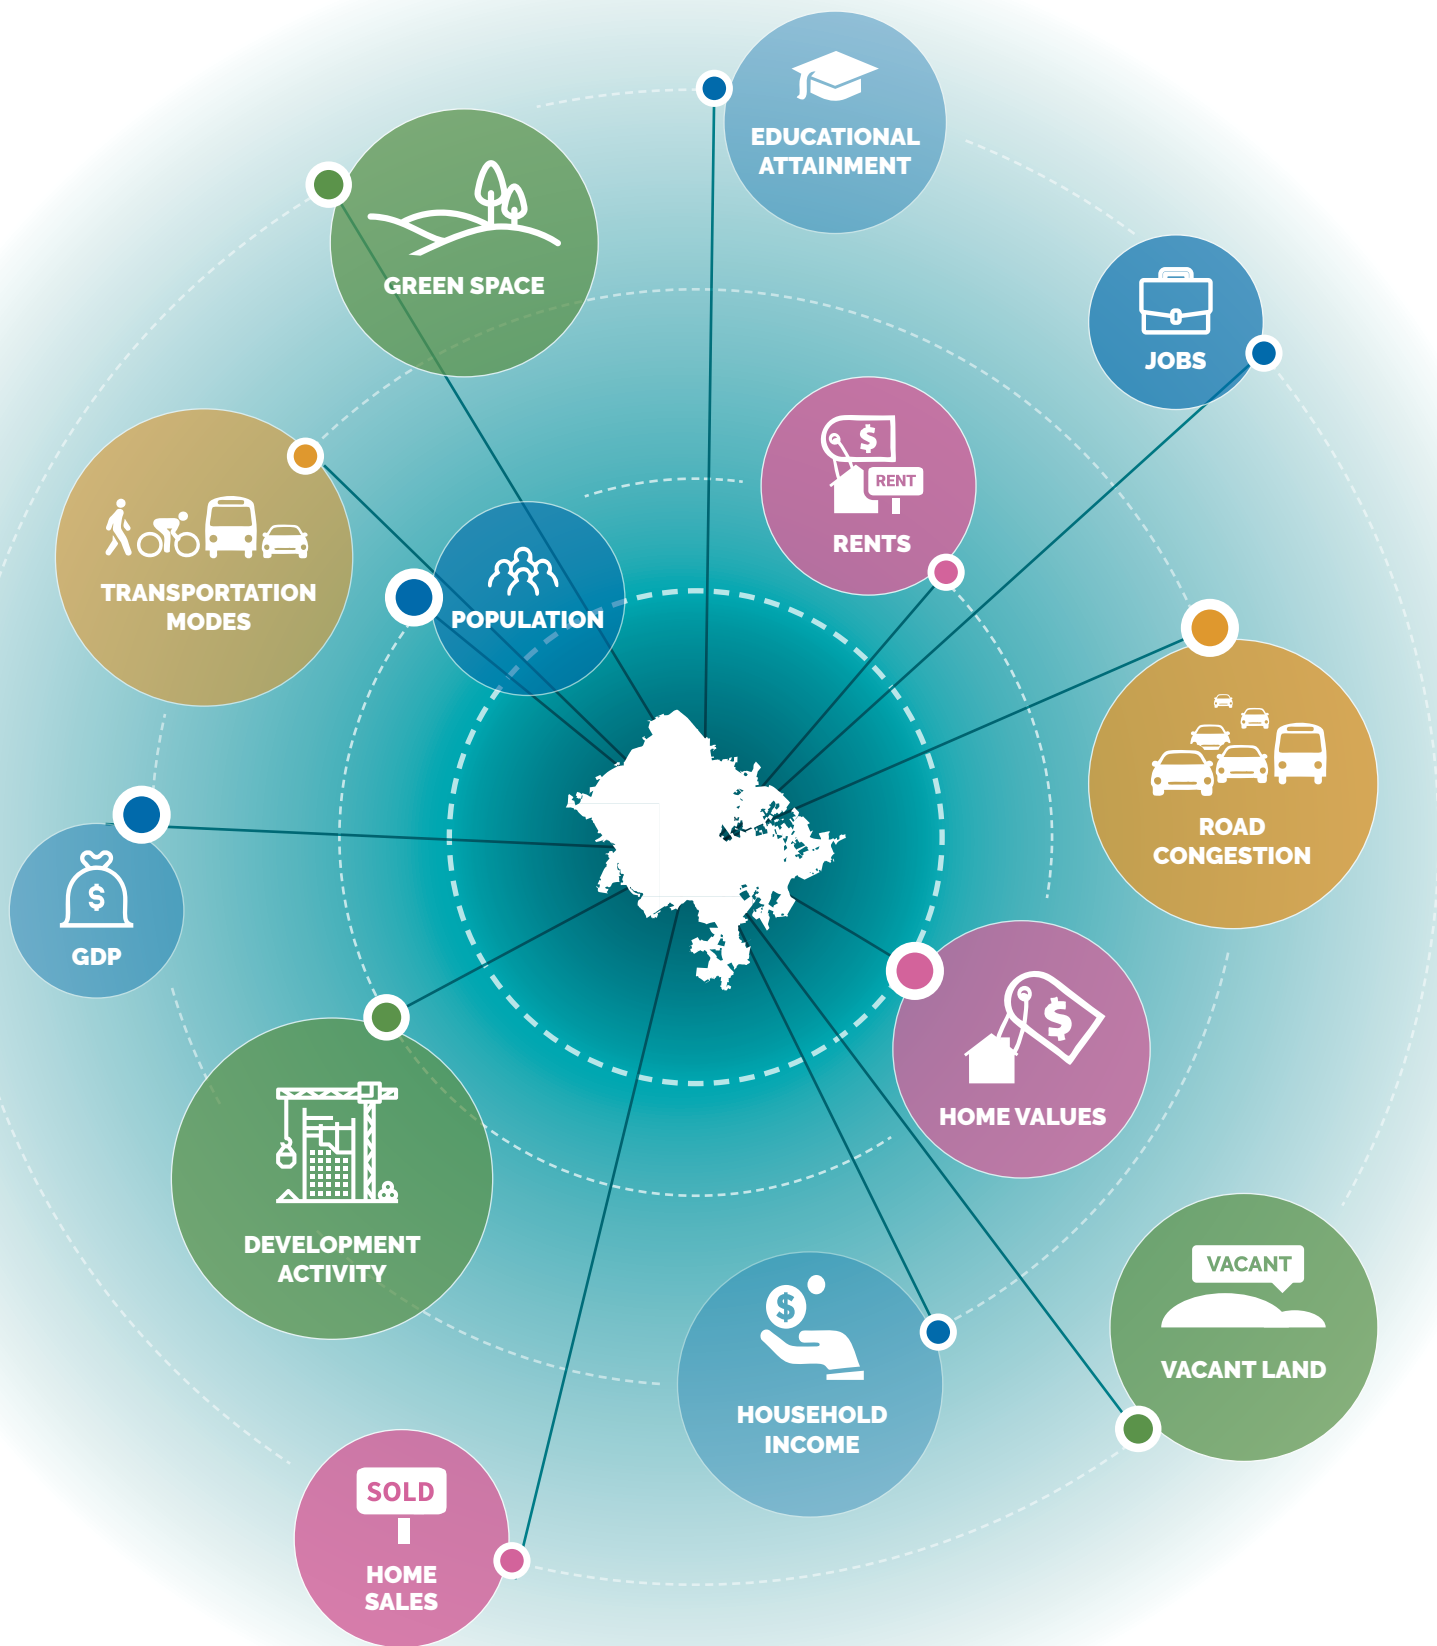 EDUCATIONAL
ATTAINMENT
GREEN SPACE
JOBS
$
RENT
RENTS
TRANSPORTATION
MODES
POPULATION
ROAD
CONGESTION
$
GDP
$
HOME VALUES
DEVELOPMENT
ACTIVITY
VACANT
VACANT LAND
$
HOUSEHOLD
INCOME
SOLD
HOME
SALES